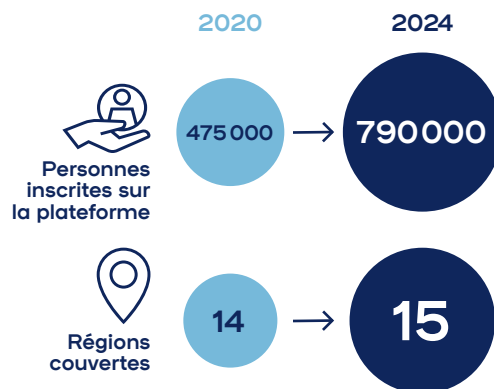 2020
2024
475 000
790 000
Personnes
inscrites sur
la plateforme
14
15
Régions
couvertes